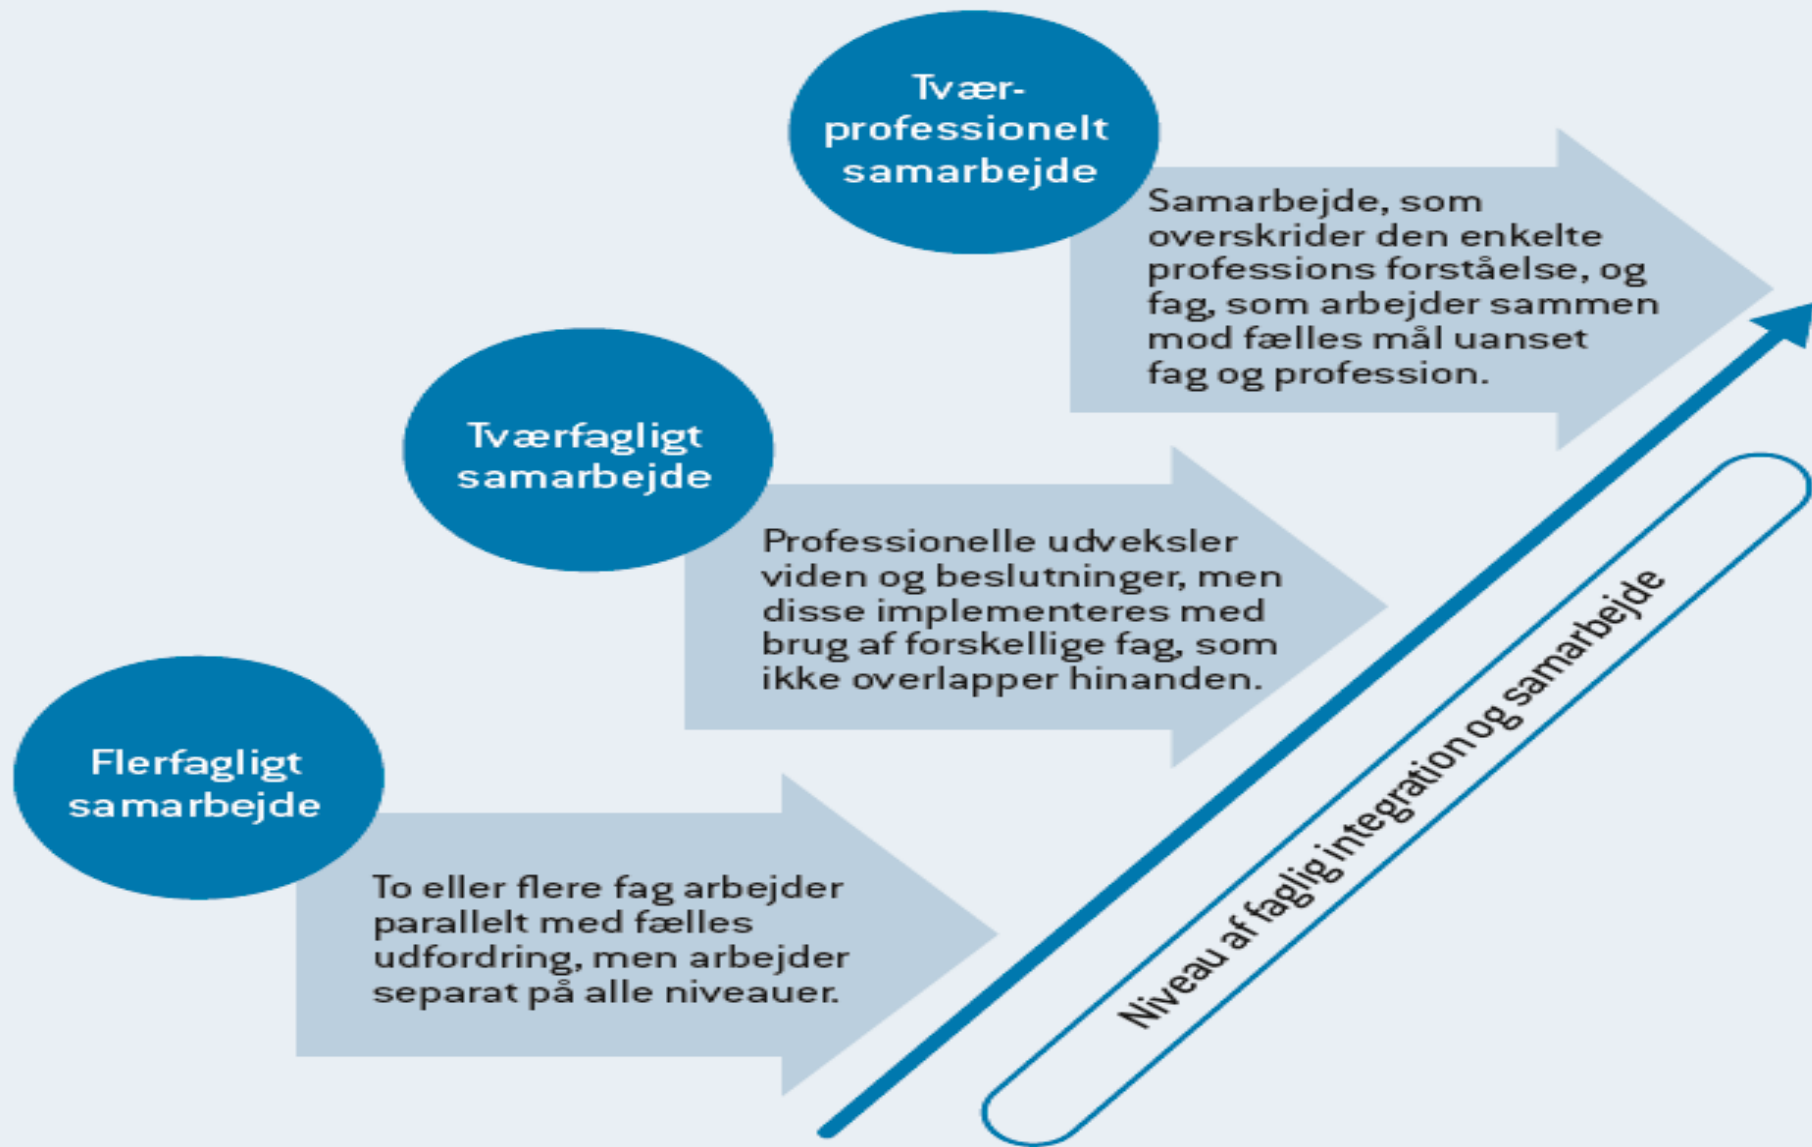 Tvær-
professionelt
samarbejde
Samarbejde, som
overskrider den enkelte
professions forståelse, og
fag, som arbejder sammen
mod fælles mål uanset
fag og profession.
Tværfagligt
samarbejde
Professionelle udveksler
viden og beslutninger, men
disse implementeres med
brug af forskellige fag, som
ikke overlapper hinanden.
Flerfagligt
samarbejde
To eller flere fag arbejder
parallelt med fælles
udfordring, men arbejder
separat på alle niveauer.
Niveau af faglig integration og samarbejde